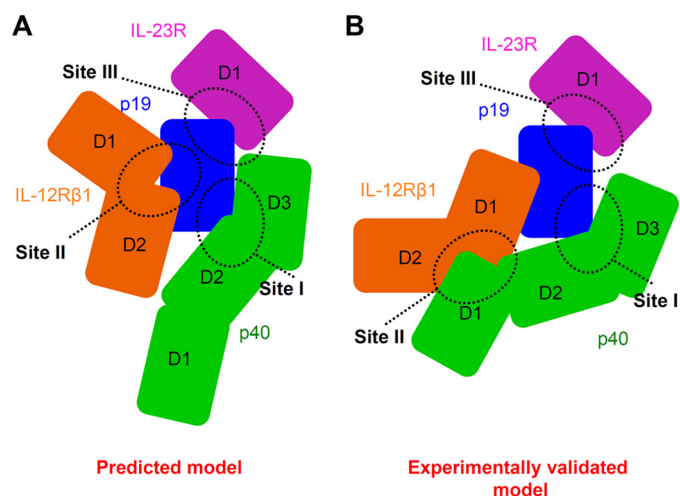 A
IL-23R
D1
Site III
p19
D1
IL-12Rβ1
D3
D2
Site II
D2
Site I
p40
D1
Predicted model
B
IL-23R
D1
Site III
p19
IL-12Rβ1
D1
D3
D2
D2
Site I
D1
Site II
p40
Experimentally validated
model